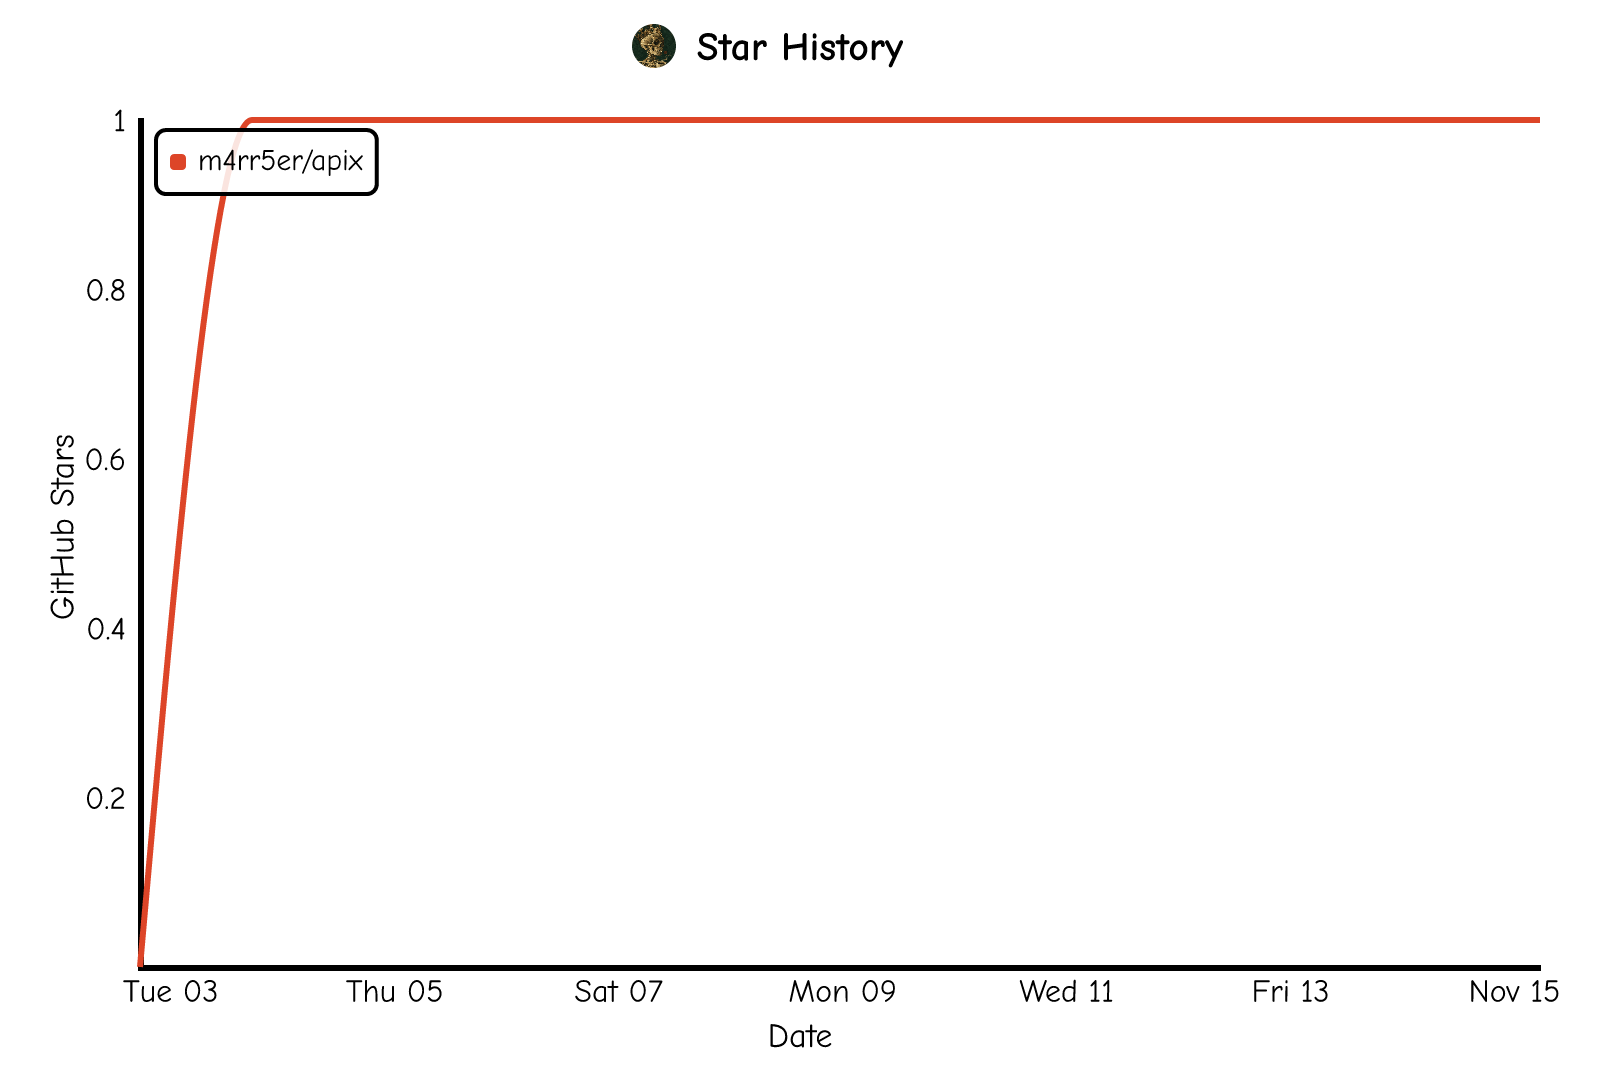 Star History
m4rr5er/apix
GitHub Stars
1
0.8
0.6
0.4
0.2
Tue 03 Thu 05 Sat 07 Mon 09 Wed 11 Fri 13 Nov 15
Date